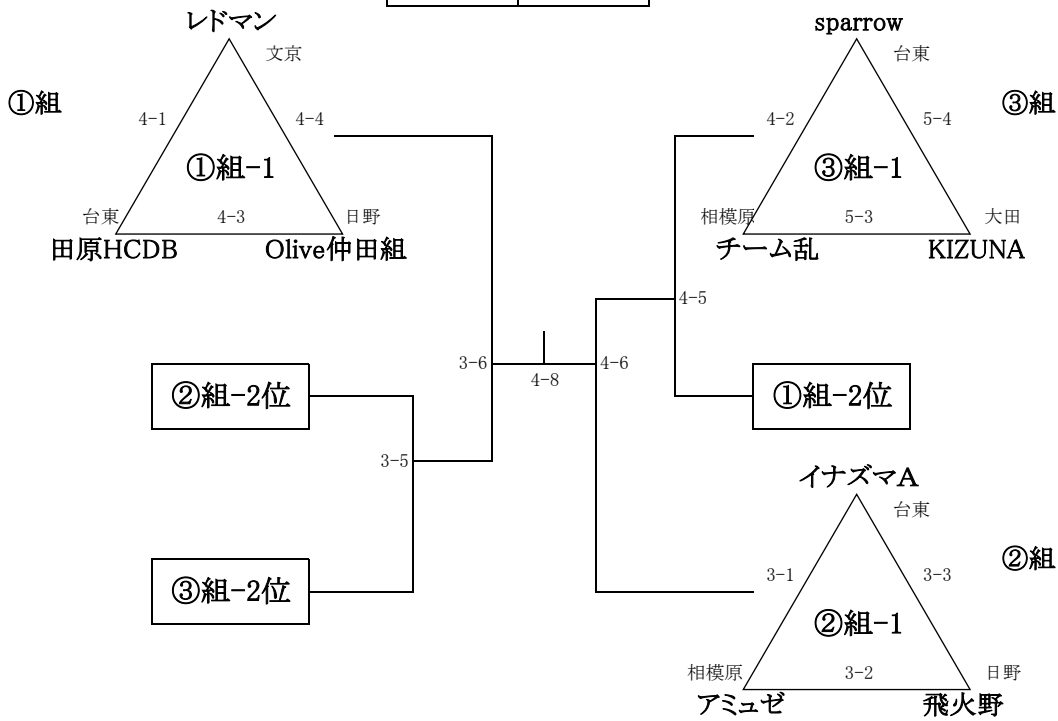 レドマン
文京
①組
4-1
4-4
①組-1
台東
4-3
日野
田原HCDB
Olive仲田組
sparrow
台東
③組
4-2
5-4
③組-1
相模原
5-3
大田
チーム乱
KIZUNA
4-5
3-6
4-6
4-8
②組-2位
①組-2位
3-5
③組-2位
イナズマA
台東
②組
3-1
3-3
②組-1
相模原
3-2
日野
アミュゼ
飛火野